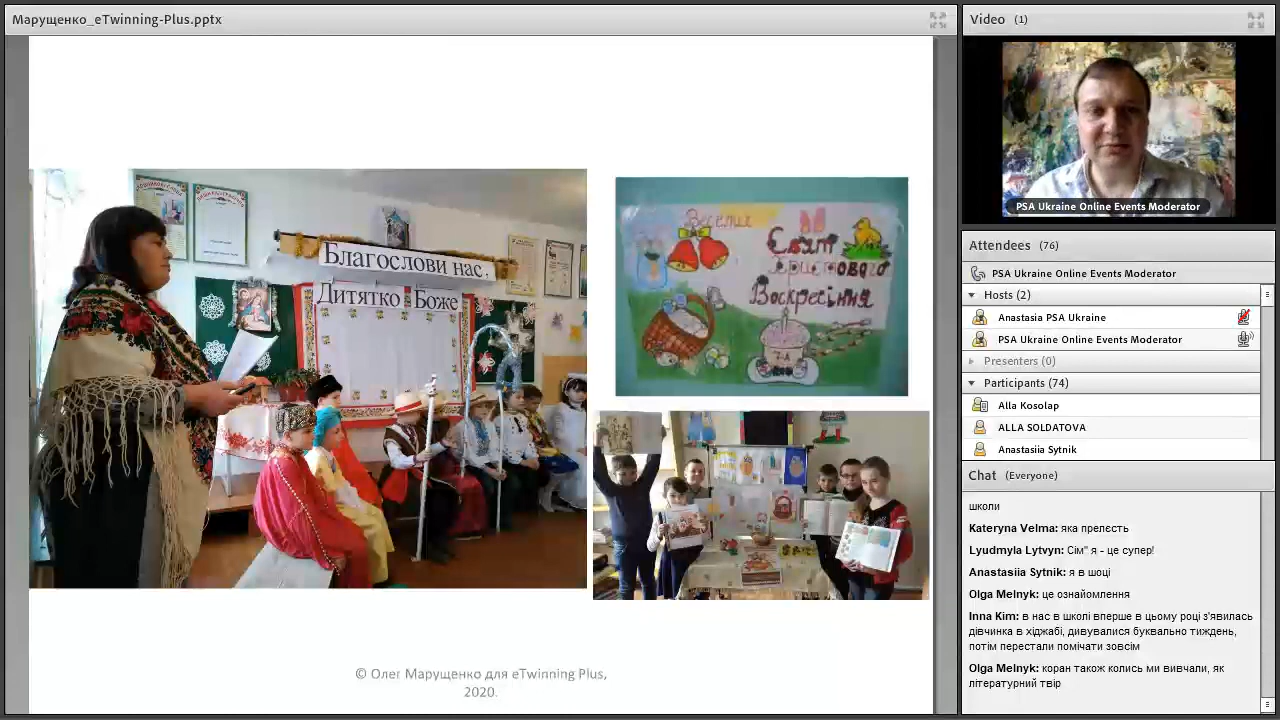 Марущенко_eTwinning-Plus.pptx
Благослови нас,
Дитятко Боже
Веселих
Свят
Христового
Воскресіння
7-А
© Олег Марущенко для eTwinning Plus,
2020.
Video (1)
PSA Ukraine Online Events Moderator
Attendees (76)
PSA Ukraine Online Events Moderator
Hosts (2)
Anastasia PSA Ukraine
PSA Ukraine Online Events Moderator
Presenters (0)
Participants (74)
Alla Kosolap
ALLA SOLDATOVA
Anastasiia Sytnik
Chat (Everyone)
школи
Kateryna Velma: яка прелєсть
Lyudmyla Lytvyn: Сім"я - це супер!
Anastasiia Sytnik: я в шоці
Olga Melnyk: це ознайомлення
Inna Kim: в нас в школі вперше в цьому році з'явилась
дівчинка в хіджабі, дивувалися буквально тиждень,
потім перестали помічати зовсім
Olga Melnyk: коран також колись ми вивчали, як
літературний твір